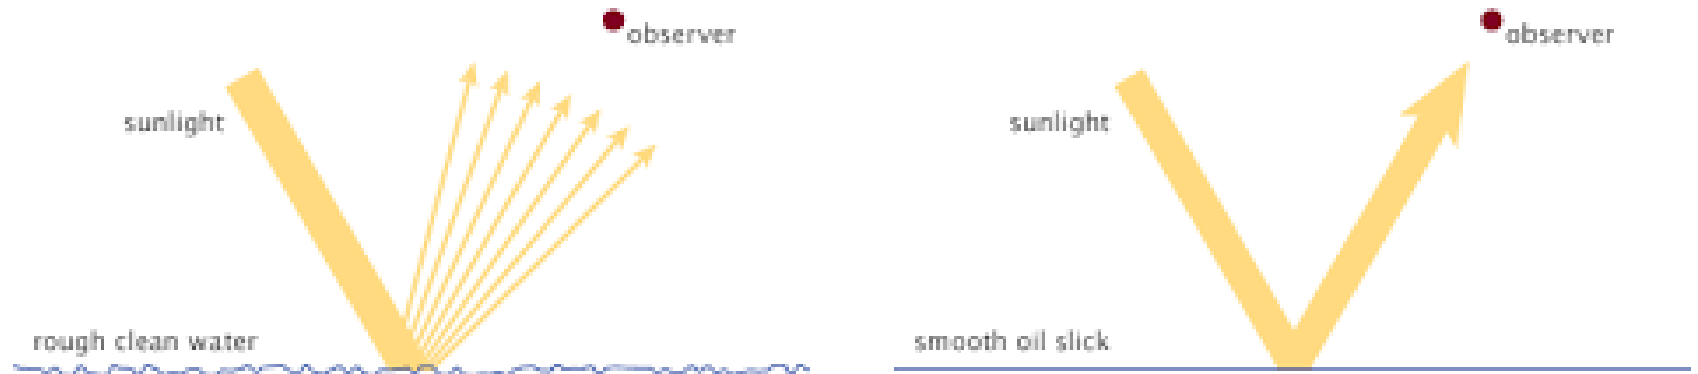 observer
sunlight
rough clean water
observer
sunlight
smooth oil slick